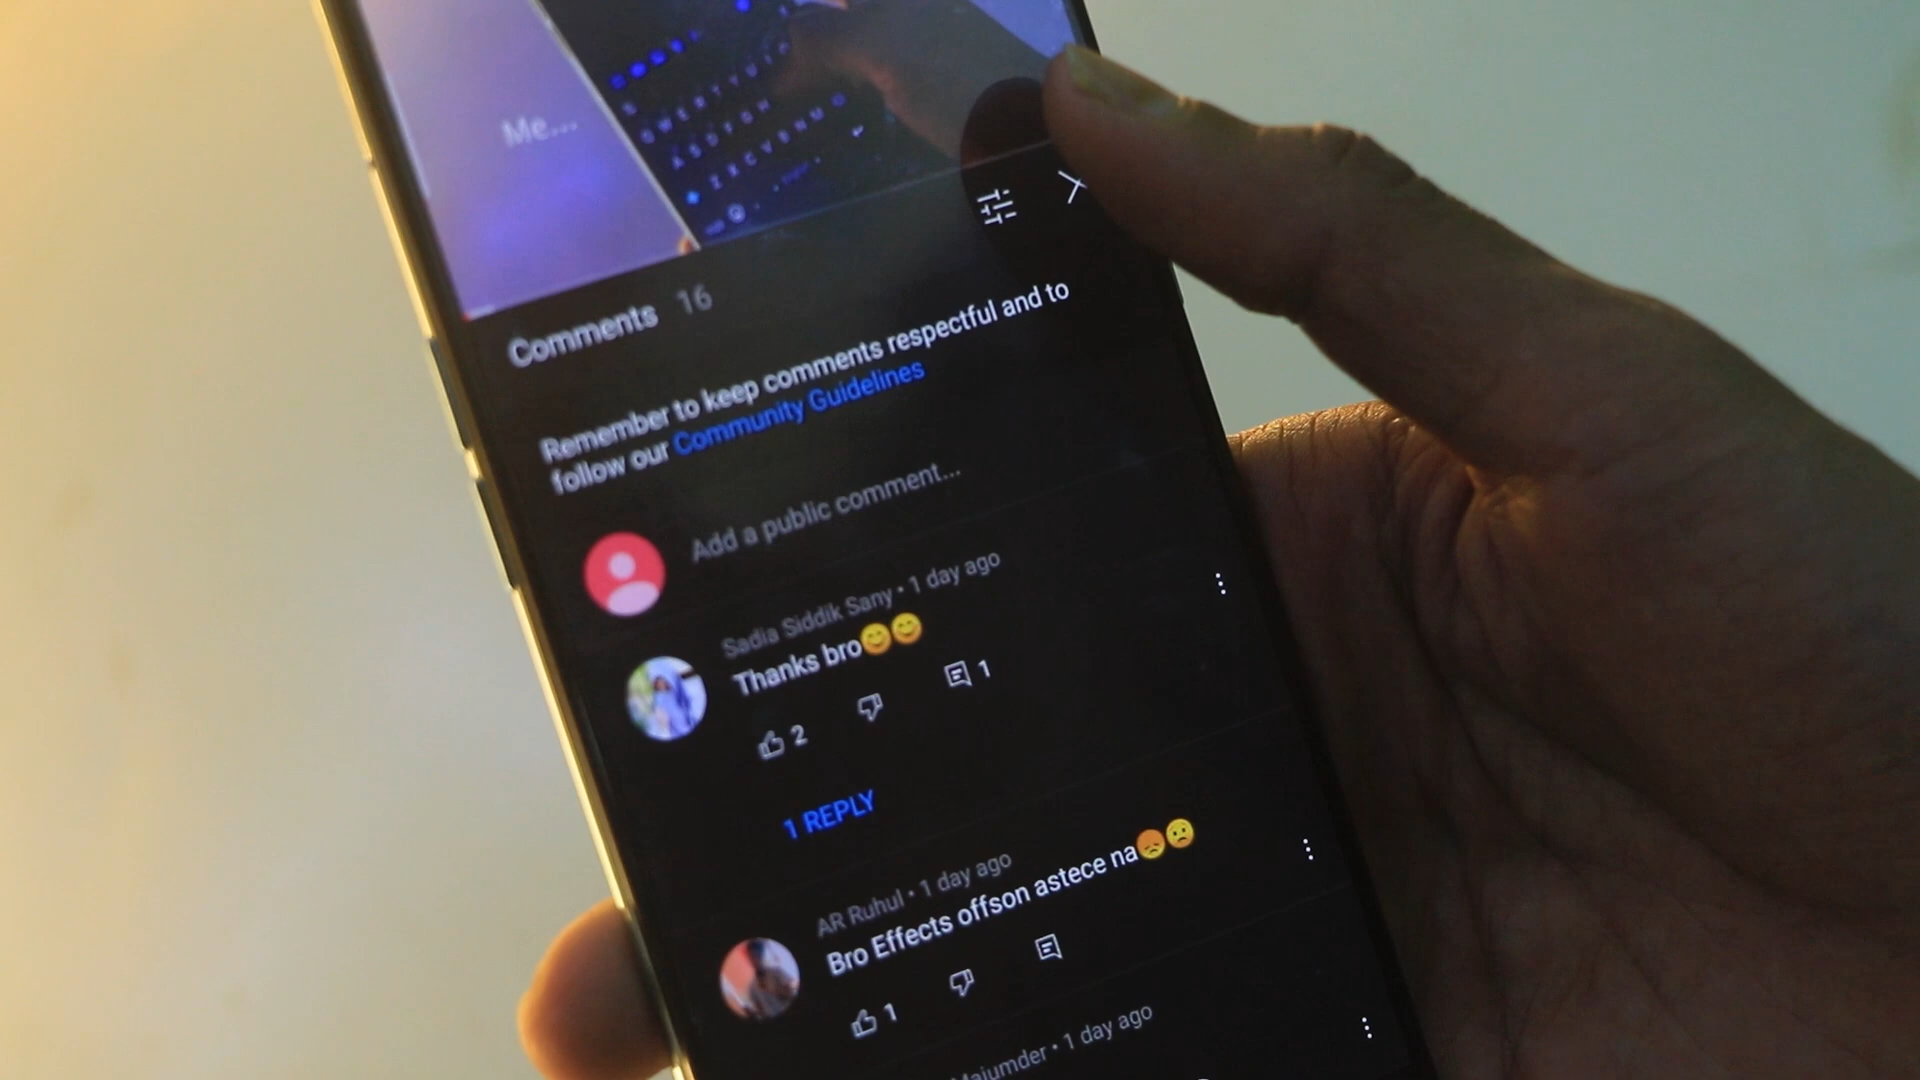 Me...
Q W E R T Y U I
A S D F G H
Z X C V B N M
Comments 16
Remember to keep comments respectful and to
follow our Community Guidelines
Add a public comment...
Sadia Siddik Sany • 1 day ago
Thanks bro😊😊
2 1
1 REPLY
AR Ruhul • 1 day ago
Bro Effects offson astece na😞😟
1
Majumder • 1 day ago